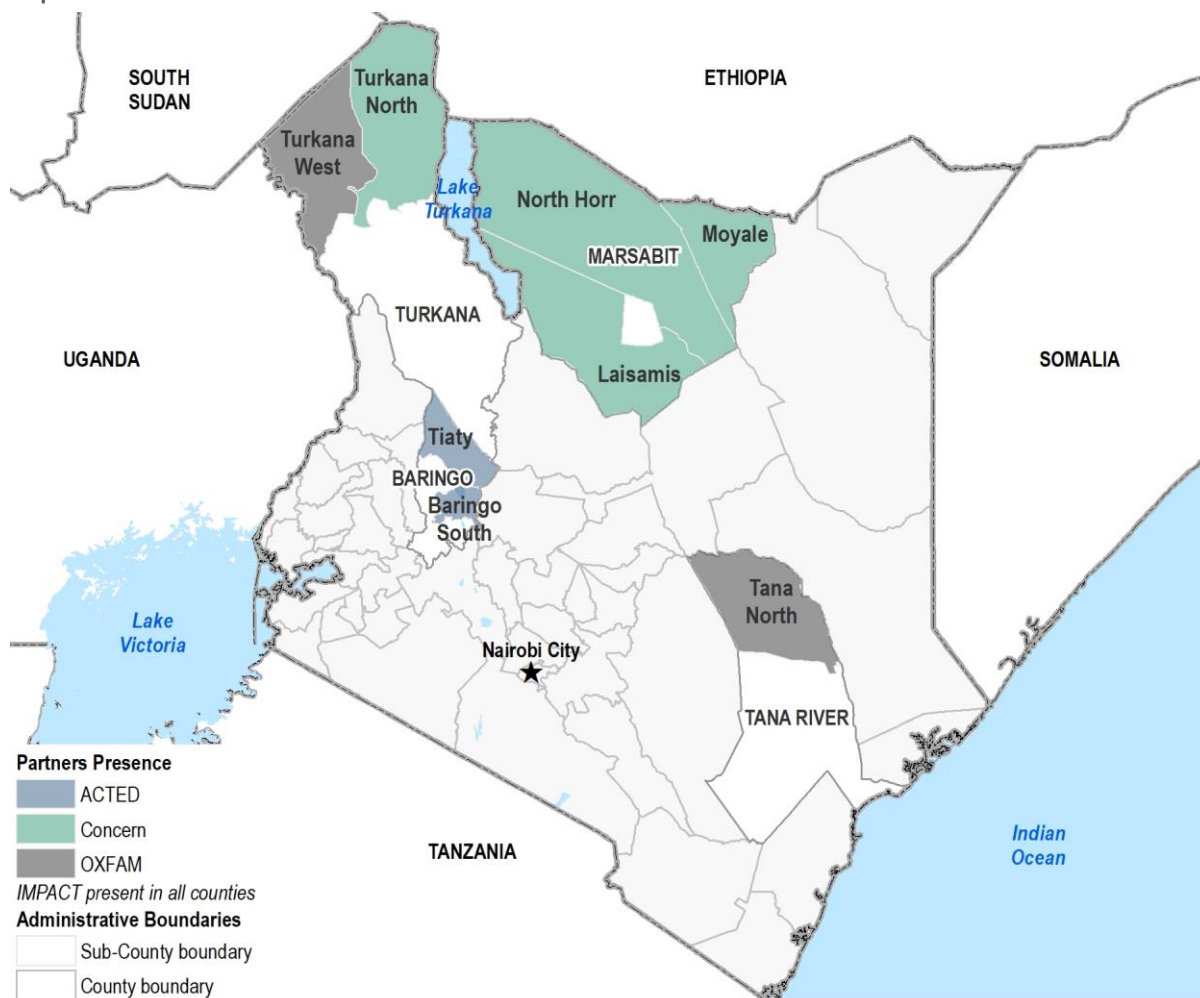 SOUTH
SUDAN
ETHIOPIA
Turkana
North
Turkana
West
Lake
Turkana
North Horr
Moyale
MARSABIT
TURKANA
UGANDA
SOMALIA
Laisamis
Tiaty
BARINGO
Baringo
South
Tana
North
Lake
Victoria
Nairobi City
TANA RIVER
Partners Presence
ACTED
Concern
OXFAM
IMPACT present in all counties
Administrative Boundaries
Sub-County boundary
County boundary
TANZANIA
Indian
Ocean